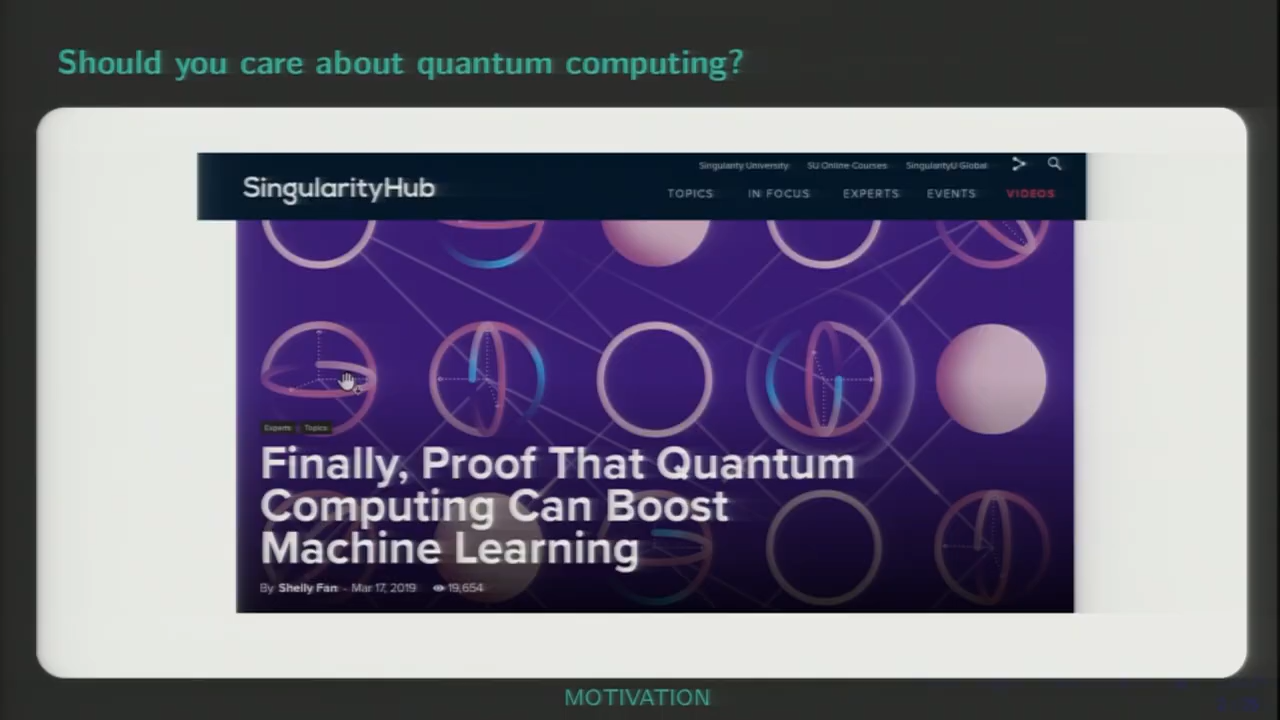 Should you care about quantum computing?
Singularity University SU Online Courses SingularityU Global
SingularityHub
TOPICS IN FOCUS EXPERTS EVENTS VIDEOS
Experts Topics
Finally, Proof That Quantum
Computing Can Boost
Machine Learning
By Shelly Fan - Mar 17, 2019 19,654
MOTIVATION